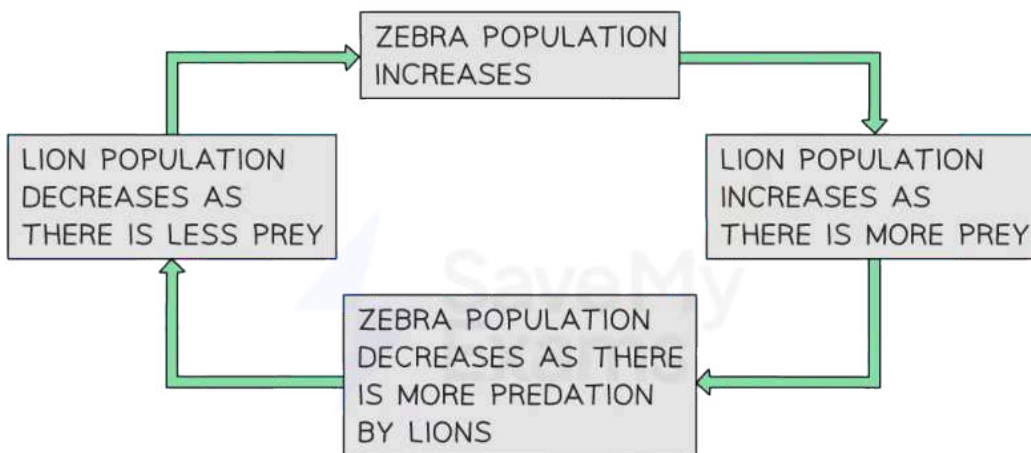 ZEBRA POPULATION
INCREASES
LION POPULATION
INCREASES AS
THERE IS MORE PREY
ZEBRA POPULATION
DECREASES AS THERE
IS MORE PREDATION
BY LIONS
LION POPULATION
DECREASES AS
THERE IS LESS PREY
SaveMy